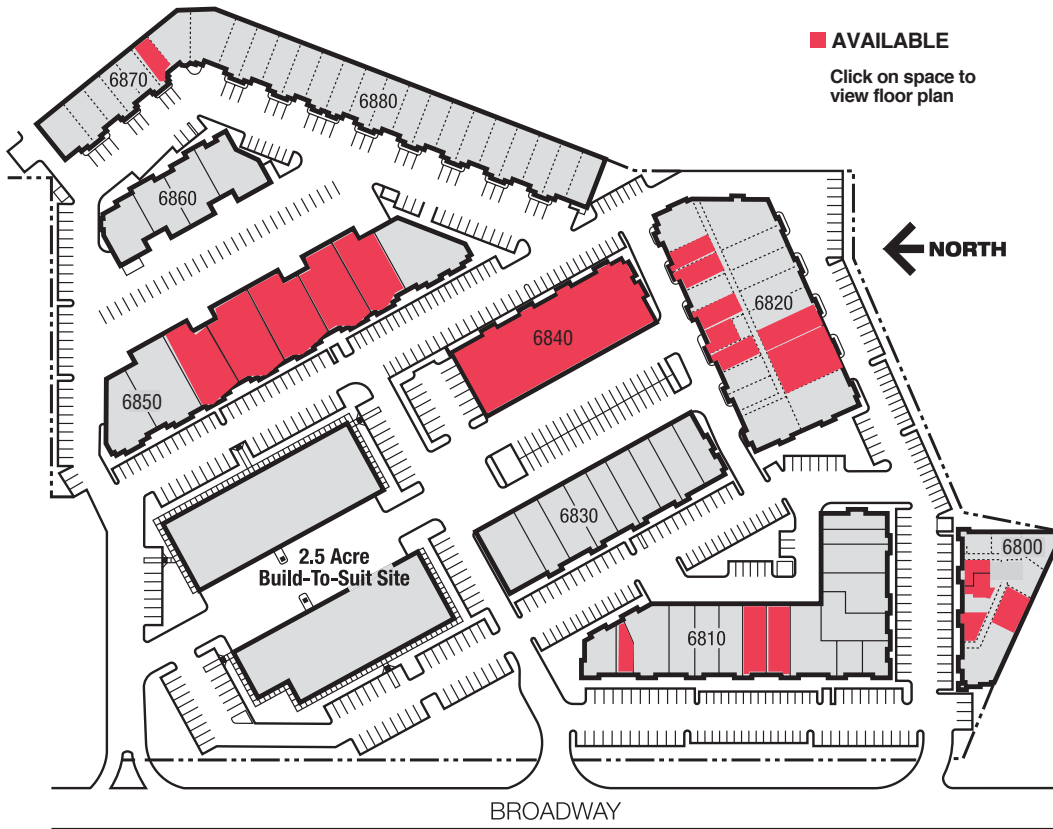 AVAILABLE
Click on space to
view floor plan
6870
6880
6860
NORTH
6820
6840
6850
6830
2.5 Acre
Build-To-Suit Site
6800
6810
BROADWAY